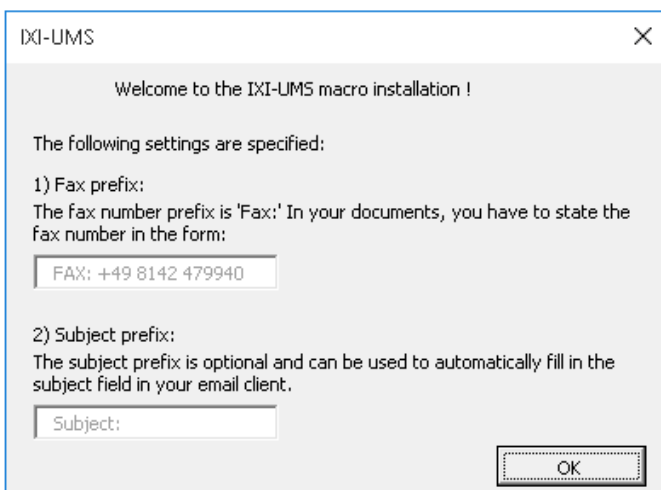 IXI-UMS
Welcome to the IXI-UMS macro installation !
The following settings are specified:
1) Fax prefix:
The fax number prefix is 'Fax:' In your documents, you have to state the
fax number in the form:
FAX: +49 8142 479940
2) Subject prefix:
The subject prefix is optional and can be used to automatically fill in the
subject field in your email client.
Subject:
OK